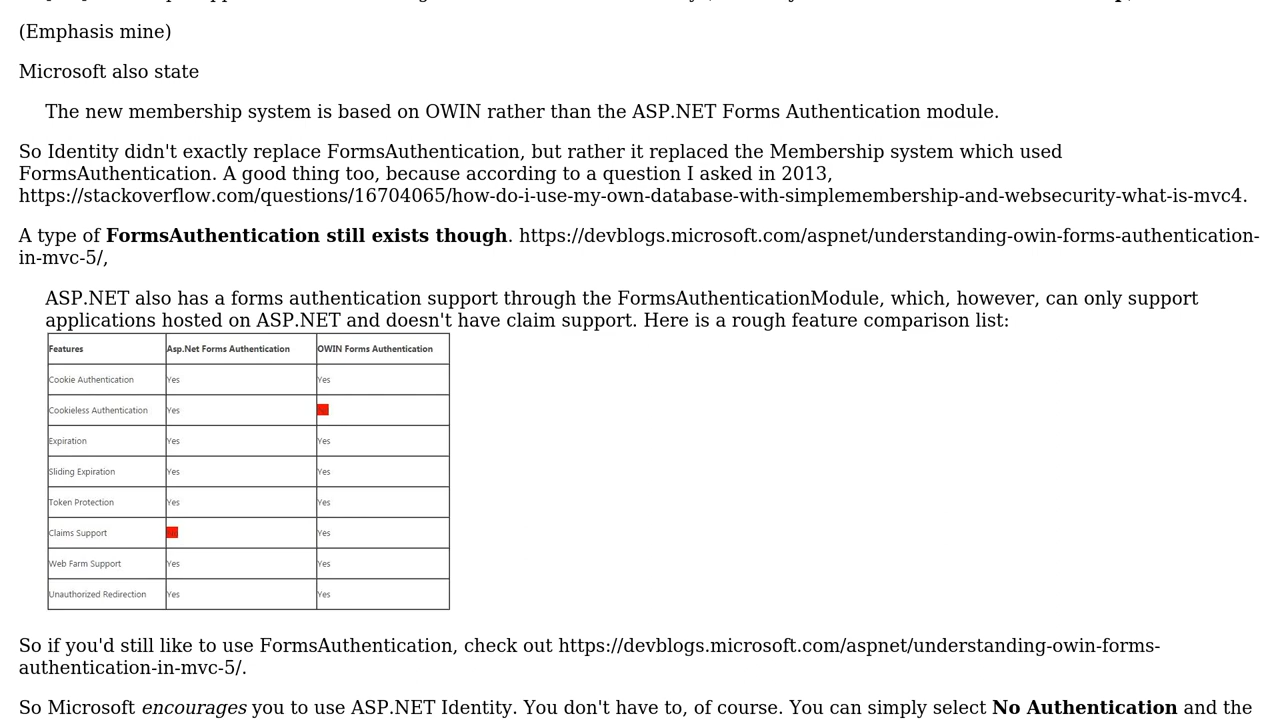 (Emphasis mine)
Microsoft also state
The new membership system is based on OWIN rather than the ASP.NET Forms Authentication module.
So Identity didn't exactly replace FormsAuthentication, but rather it replaced the Membership system which used
FormsAuthentication. A good thing too, because according to a question I asked in 2013,
https://stackoverflow.com/questions/16704065/how-do-i-use-my-own-database-with-simplemembership-and-websecurity-what-is-mvc4.
A type of FormsAuthentication still exists though. https://devblogs.microsoft.com/aspnet/understanding-owin-forms-authentication-
in-mvc-5/,
ASP.NET also has a forms authentication support through the FormsAuthenticationModule, which, however, can only support
applications hosted on ASP.NET and doesn't have claim support. Here is a rough feature comparison list:
Features Asp.Net Forms Authentication OWIN Forms Authentication
Cookie Authentication Yes Yes
Cookieless Authentication Yes
Expiration Yes Yes
Sliding Expiration Yes Yes
Token Protection Yes Yes
Claims Support Yes
Web Farm Support Yes Yes
Unauthorized Redirection Yes Yes
So if you'd still like to use FormsAuthentication, check out https://devblogs.microsoft.com/aspnet/understanding-owin-forms-
authentication-in-mvc-5/.
So Microsoft encourages you to use ASP.NET Identity. You don't have to, of course. You can simply select No Authentication and the